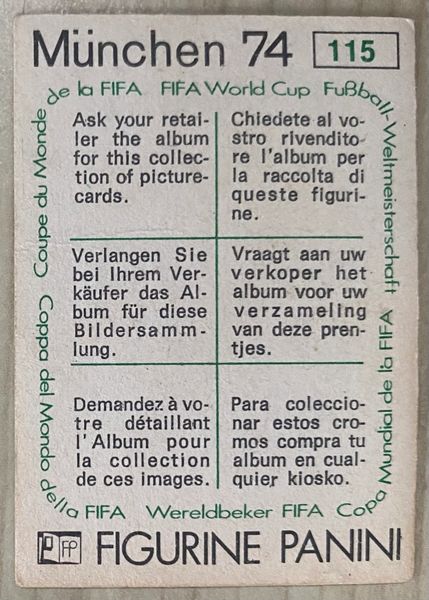 München 74 115
de la FIFA FIFA World Cup Fußball-Weltmeisterschaft
Coupe du Monde
Ask your retai-
ler the album
for this collec-
tion of picture-
cards.
Chiedete al vo-
stro rivendito-
re l'album per
la raccolta di
queste figuri-
ne.
Verlangen Sie
bei Ihrem Ver-
käufer das Al-
bum für diese
Bildersamm-
lung.
Vraagt aan uw
verkoper het
album voor uw
verzameling
van deze pren-
tjes.
Demandez à vo-
tre détaillant
l'Album pour
la collection
de ces images.
Para coleccio-
nar estos cro-
mos compra tu
album en cual-
quier kiosko.
Coppa del Mondo Della FIFA
Wereldbeker FIFA
Copa Mundial de la FIFA
FP FIGURINE PANINI